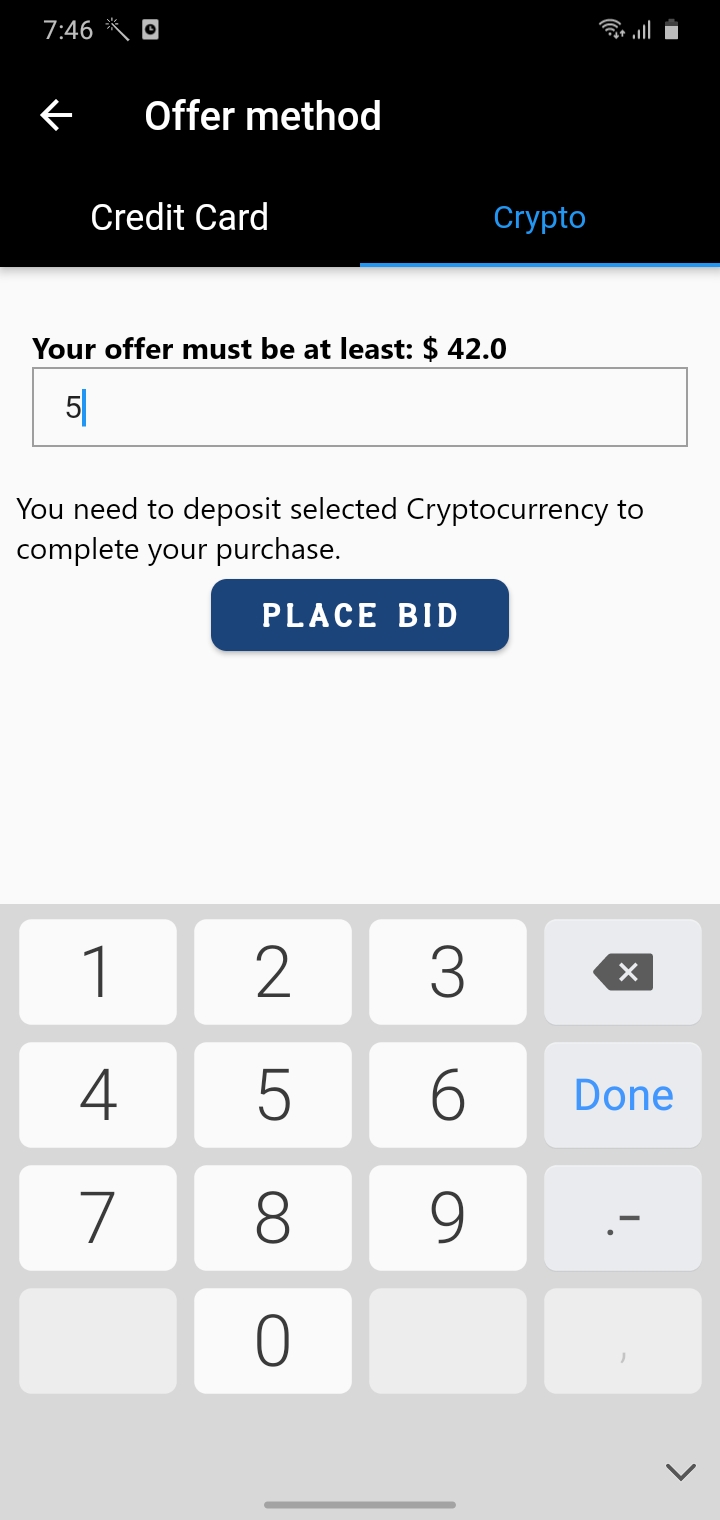 7:46
Offer method
Credit Card
Crypto
Your offer must be at least: $ 42.0
5
You need to deposit selected Cryptocurrency to
complete your purchase.
PLACE BID
1 2 3
4 5 6 Done
7 8 9 .-
0 ,